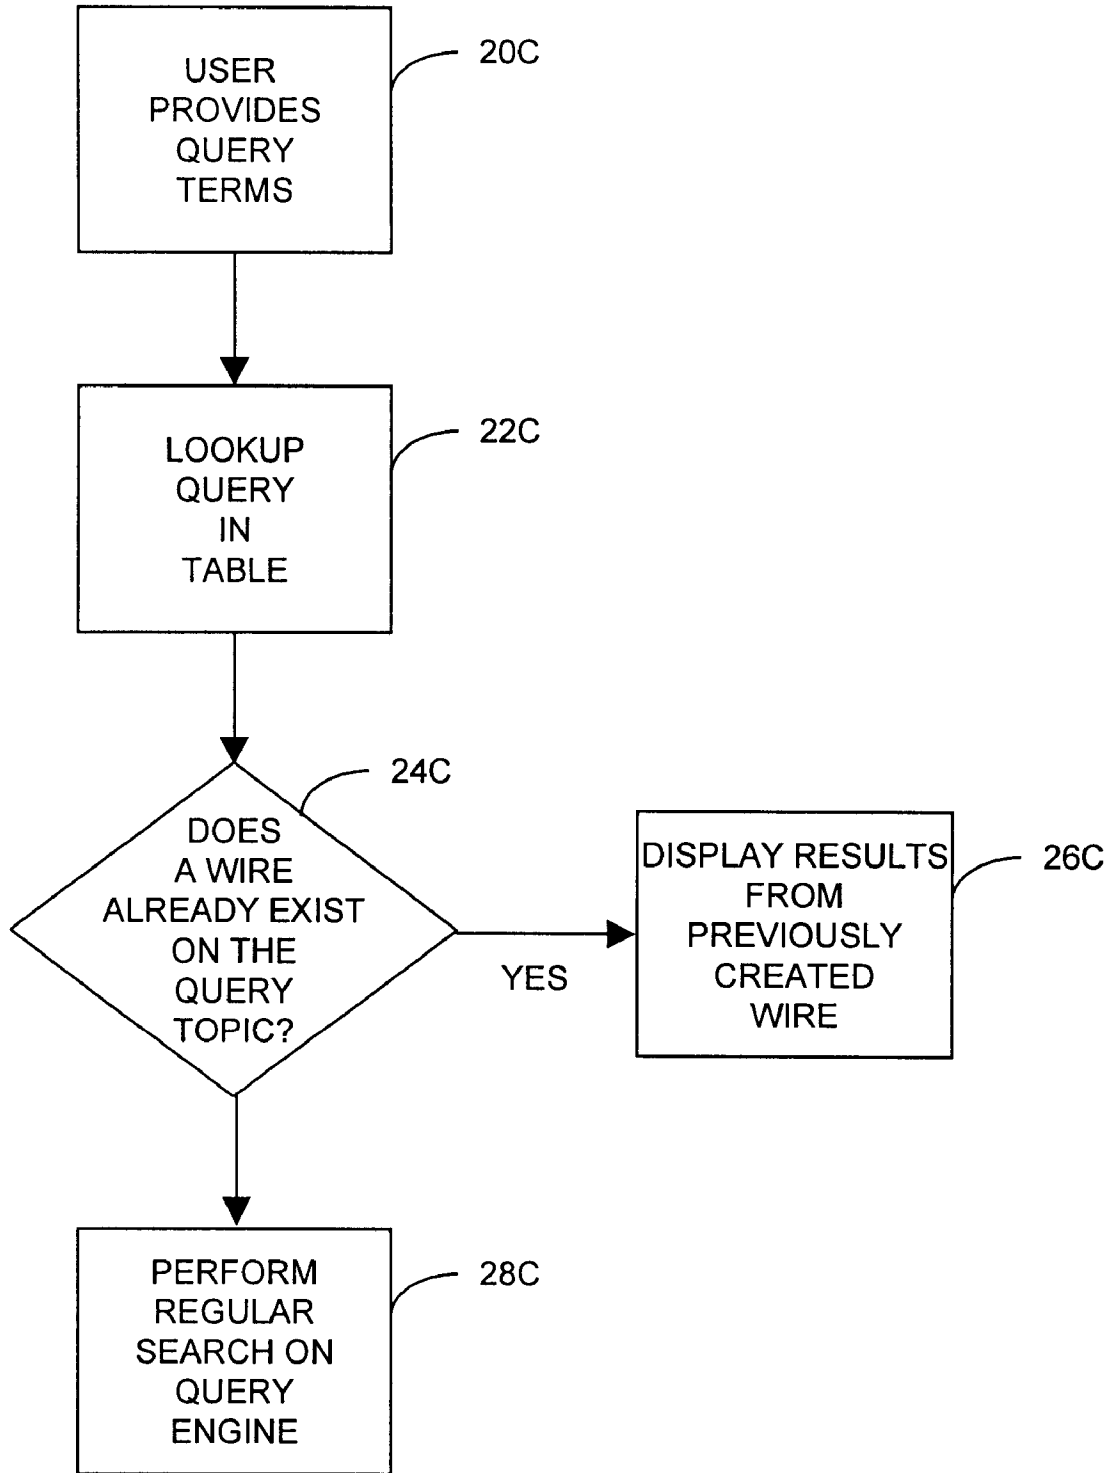 USER
PROVIDES
QUERY
TERMS
20C
LOOKUP
QUERY
IN
TABLE
22C
DOES
A WIRE
ALREADY EXIST
ON THE
QUERY
TOPIC?
24C
YES
DISPLAY RESULTS
FROM
PREVIOUSLY
CREATED
WIRE
26C
PERFORM
REGULAR
SEARCH ON
QUERY
ENGINE
28C